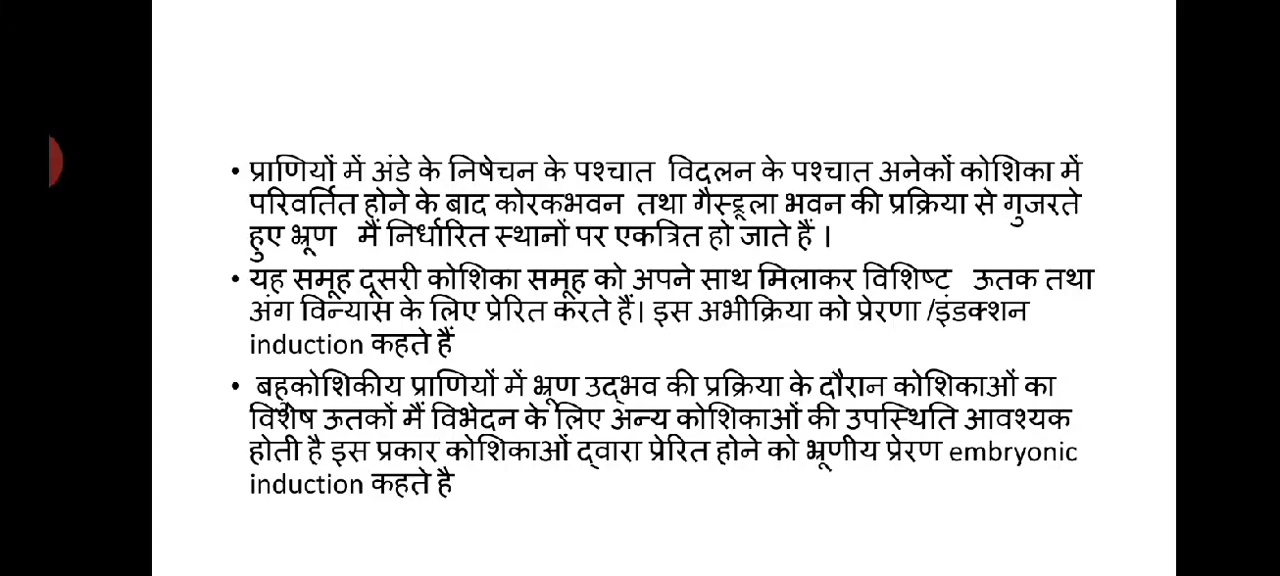 • प्राणियों में अंडे के निषेचन के पश्चात  विदलन के पश्चात अनेकों कोशिका में
परिवर्तित होने के बाद कोरकभवन  तथा गैस्ट्रूला भवन की प्रक्रिया से गुजरते
हुए भ्रूण   मैं निर्धारित स्थानों पर एकत्रित हो जाते हैं ।
• यह समूह दूसरी कोशिका समूह को अपने साथ मिलाकर विशिष्ट   ऊतक तथा
अंग विन्यास के लिए प्रेरित करते हैं। इस अभीक्रिया को प्रेरणा /इंडक्शन
induction कहते हैं
• बहुकोशिकीय प्राणियों में भ्रूण उद्भव की प्रक्रिया के दौरान कोशिकाओं का
विशेष ऊतकों मैं विभेदन के लिए अन्य कोशिकाओं की उपस्थिति आवश्यक
होती है इस प्रकार कोशिकाओं द्वारा प्रेरित होने को भ्रूणीय प्रेरण embryonic
induction कहते है